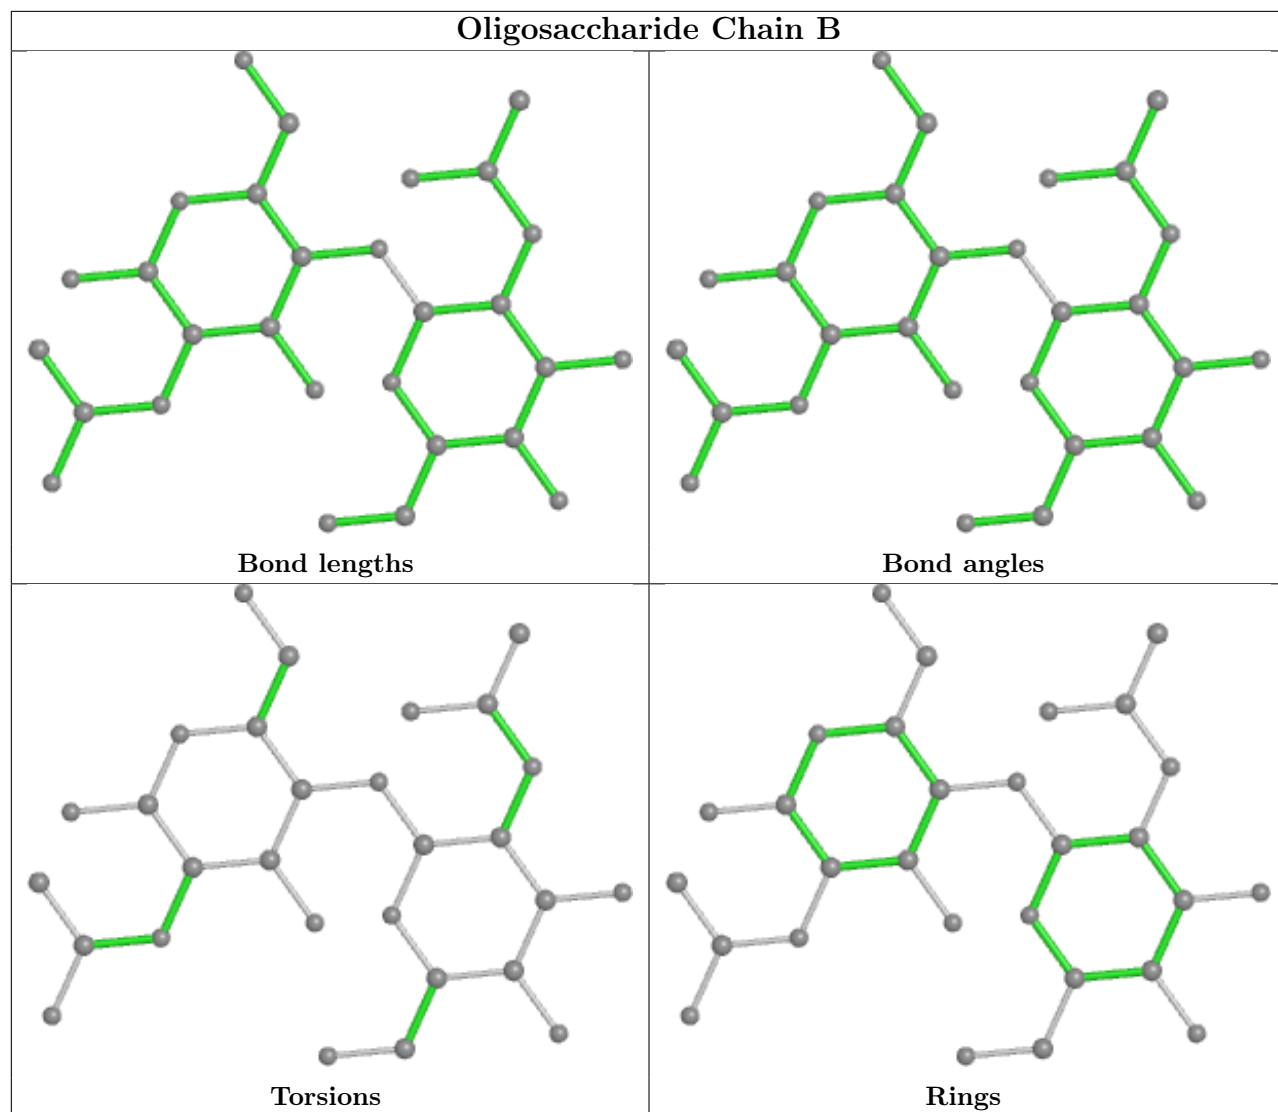 Oligosaccharide Chain B
Bond lengths
Bond angles
Torsions
Rings